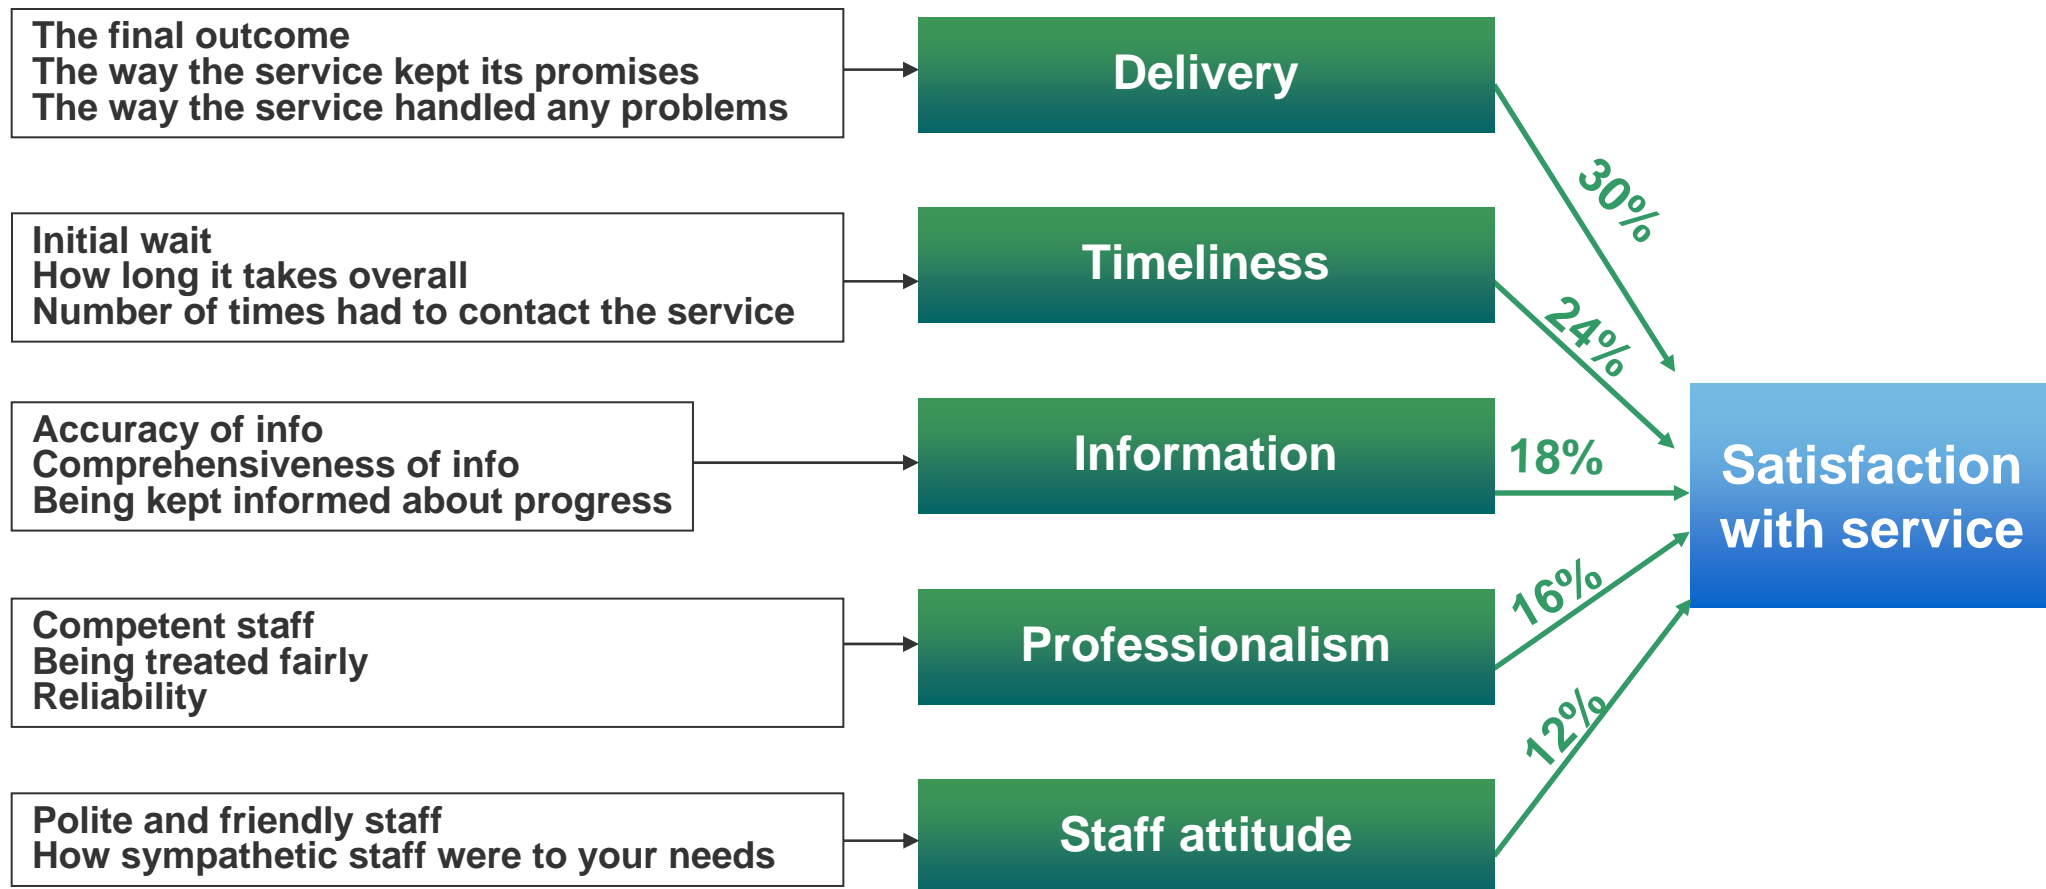 The final outcome
The way the service kept its promises
The way the service handled any problems
Delivery
30%
Initial wait
How long it takes overall
Number of times had to contact the service
Timeliness
24%
Accuracy of info
Comprehensiveness of info
Being kept informed about progress
Information
18%
Satisfaction
with service
Competent staff
Being treated fairly
Reliability
Professionalism
16%
Polite and friendly staff
How sympathetic staff were to your needs
Staff attitude
12%